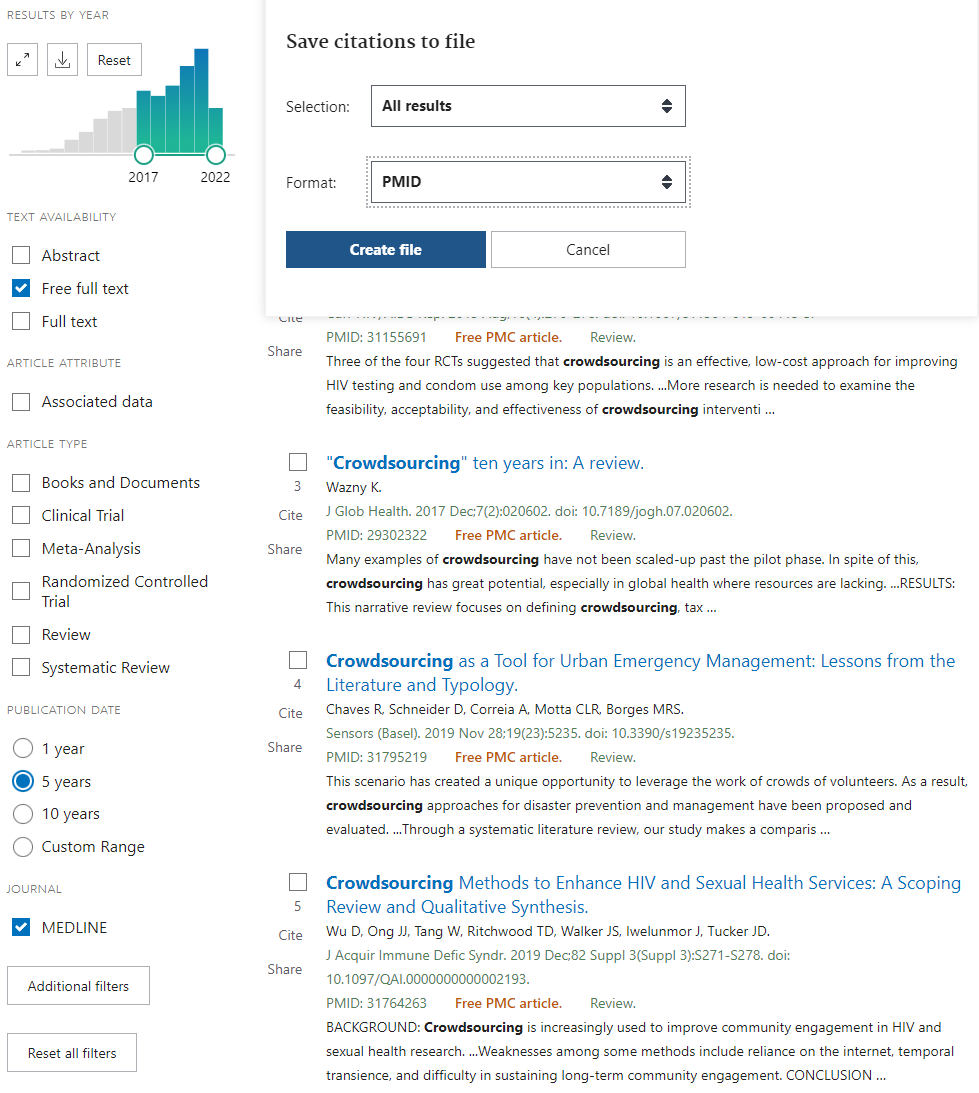 RESULTS BY YEAR
Reset
2017
2022
TEXT AVAILABILITY
Abstract
Free full text
Full text
ARTICLE ATTRIBUTE
Associated data
ARTICLE TYPE
Books and Documents
Clinical Trial
Meta-Analysis
Randomized Controlled
Trial
Review
Systematic Review
PUBLICATION DATE
1 year
5 years
10 years
Custom Range
JOURNAL
MEDLINE
Additional filters
Reset all filters
Save citations to file
Selection:
All results
Format:
PMID
Create file
Cancel
Cite
Share
PMID: 31155691 Free PMC article. Review.
Three of the four RCTs suggested that crowdsourcing is an effective, low-cost approach for improving
HIV testing and condom use among key populations. ...More research is needed to examine the
feasibility, acceptability, and effectiveness of crowdsourcing interventi ...
3
Cite
Share
"Crowdsourcing" ten years in: A review.
Wazny K.
J Glob Health. 2017 Dec;7(2):020602. doi: 10.7189/jogh.07.020602.
PMID: 29302322 Free PMC article. Review.
Many examples of crowdsourcing have not been scaled-up past the pilot phase. In spite of this,
crowdsourcing has great potential, especially in global health where resources are lacking. ...RESULTS:
This narrative review focuses on defining crowdsourcing, tax ...
4
Cite
Share
Crowdsourcing as a Tool for Urban Emergency Management: Lessons from the
Literature and Typology.
Chaves R, Schneider D, Correia A, Motta CLR, Borges MRS.
Sensors (Basel). 2019 Nov 28;19(23):5235. doi: 10.3390/s19235235.
PMID: 31795219 Free PMC article. Review.
This scenario has created a unique opportunity to leverage the work of crowds of volunteers. As a result,
crowdsourcing approaches for disaster prevention and management have been proposed and
evaluated. ...Through a systematic literature review, our study makes a comparis ...
5
Cite
Share
Crowdsourcing Methods to Enhance HIV and Sexual Health Services: A Scoping
Review and Qualitative Synthesis.
Wu D, Ong JJ, Tang W, Ritchwood TD, Walker JS, Iwelunmor J, Tucker JD.
J Acquir Immune Defic Syndr. 2019 Dec;82 Suppl 3(Suppl 3):S271-S278. doi:
10.1097/QAI.0000000000002193.
PMID: 31764263 Free PMC article. Review.
BACKGROUND: Crowdsourcing is increasingly used to improve community engagement in HIV and
sexual health research. ...Weaknesses among some methods include reliance on the internet, temporal
transience, and difficulty in sustaining long-term community engagement. CONCLUSION ...